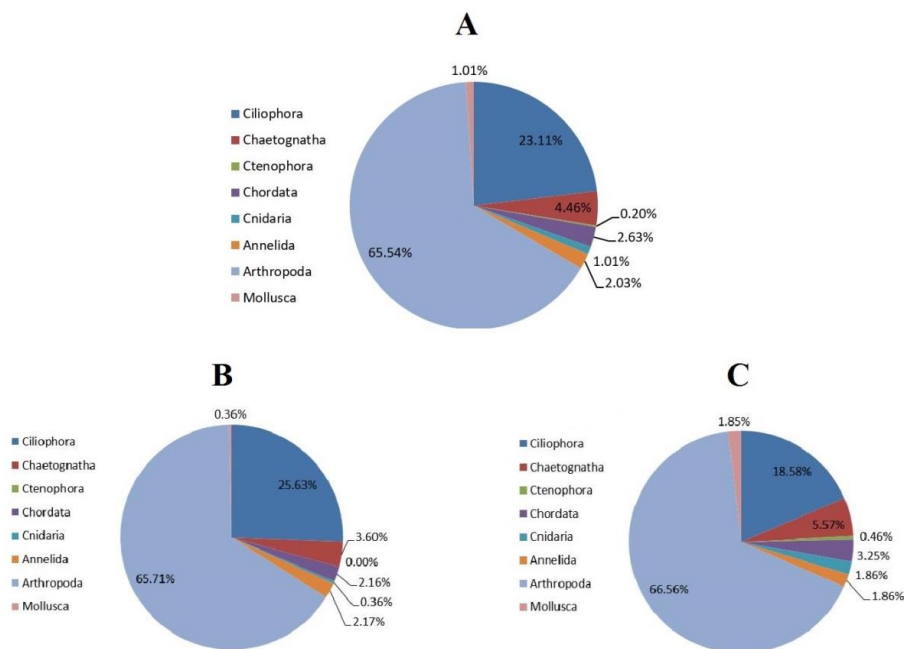 A
1.01%
Ciliophora
Chaetognatha
Ctenophora
Chordata
Cnidaria
Annelida
Arthropoda
Mollusca
23.11%
4.46%
0.20%
2.63%
1.01%
2.03%
65.54%
B
0.36%
Ciliophora
Chaetognatha
Ctenophora
Chordata
Cnidaria
Annelida
Arthropoda
Mollusca
25.63%
3.60%
0.00%
2.16%
0.36%
2.17%
65.71%
C
1.85%
Ciliophora
Chaetognatha
Ctenophora
Chordata
Cnidaria
Annelida
Arthropoda
Mollusca
18.58%
5.57%
0.46%
3.25%
1.86%
1.86%
66.56%